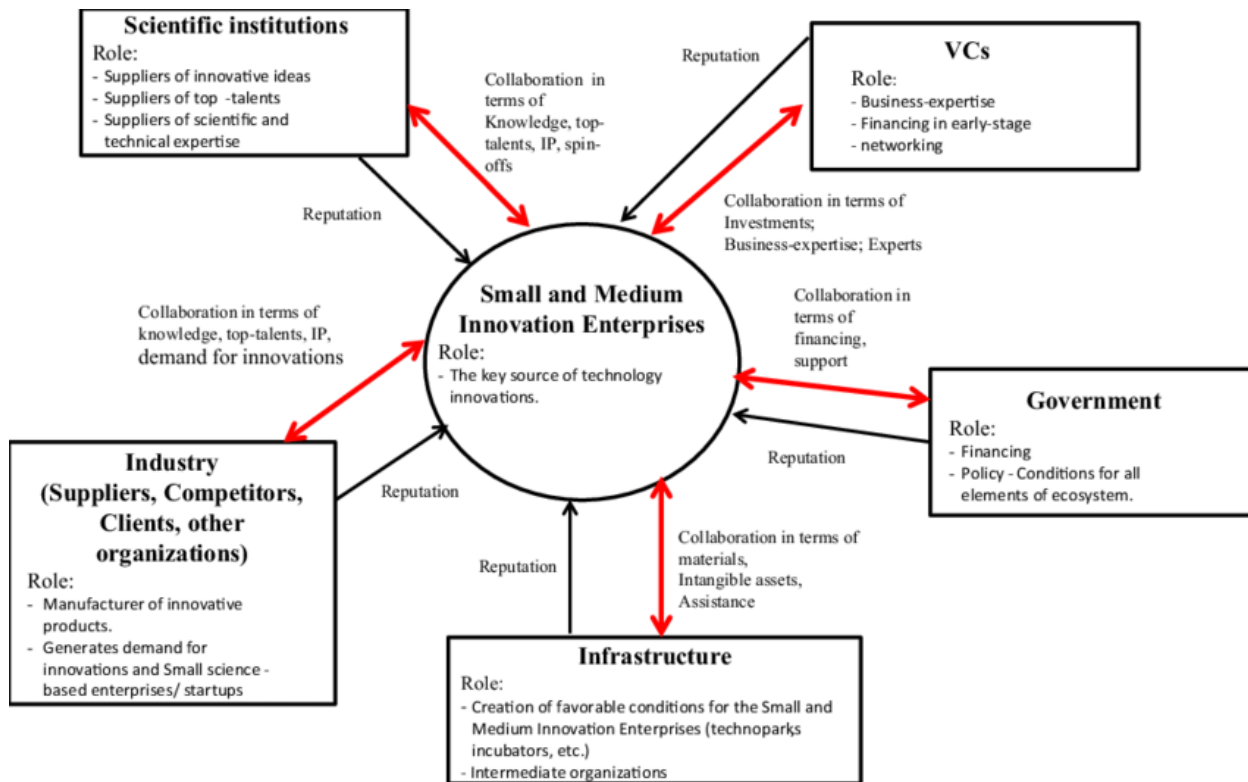 Scientific institutions
Role:
- Suppliers of innovative ideas
- Suppliers of top -talents
- Suppliers of scientific and
technical expertise
Collaboration in
terms of
Knowledge, top-
talents, IP, spin-
offs
Reputation
VCs
Role:
- Business-expertise
- Financing in early-stage
- networking
Reputation
Collaboration in terms of
Investments;
Business-expertise; Experts
Small and Medium
Innovation Enterprises
Role:
- The key source of technology
innovations.
Collaboration in terms of
knowledge, top-talents, IP,
demand for innovations
Collaboration in
terms of
financing,
support
Government
Role:
- Financing
- Policy - Conditions for all
elements of ecosystem.
Reputation
Industry
(Suppliers, Competitors,
Clients, other
organizations)
Role:
- Manufacturer of innovative
products.
- Generates demand for
innovations and Small science -
based enterprises/ startups
Reputation
Reputation
Collaboration in terms of
materials,
Intangible assets,
Assistance
Infrastructure
Role:
- Creation of favorable conditions for the Small and
Medium Innovation Enterprises (technoparks,
incubators, etc.)
- Intermediate organizations